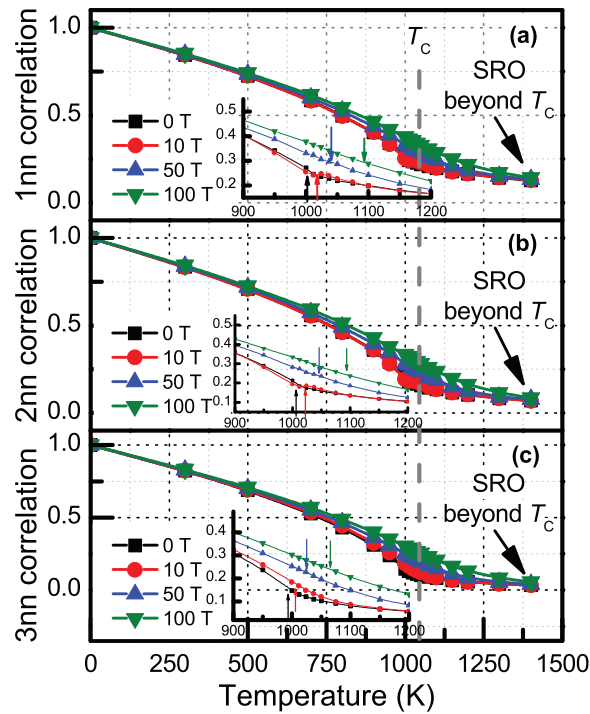 1nn correlation
1.0
0.5
0.0
(a)
T_C
SRO
beyond T_C
0 T
10 T
50 T
100 T
0.5
0.4
0.3
0.2
900 1000 1100 1200
2nn correlation
1.0
0.5
0.0
(b)
SRO
beyond T_C
0 T
10 T
50 T
100 T
0.5
0.4
0.3
0.2
0.1
900 1000 1100 1200
3nn correlation
1.0
0.5
0.0
(c)
SRO
beyond T_C
0 T
10 T
50 T
100 T
0.4
0.3
0.2
0.1
900 1000 1100 1200
0 250 500 750 1000 1250 1500
Temperature (K)